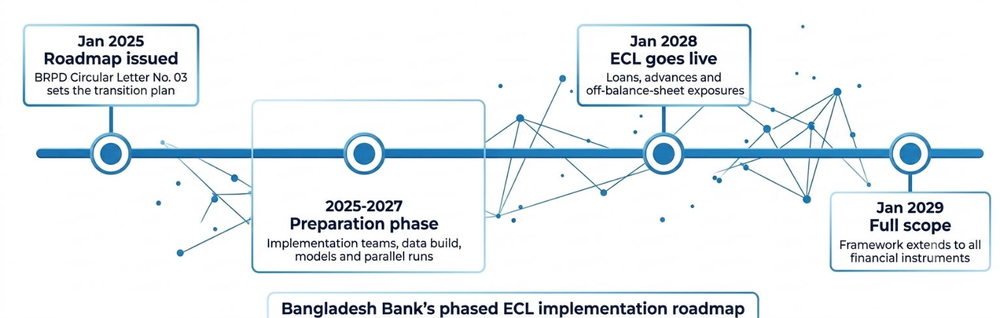 Jan 2025
Roadmap issued
BRPD Circular Letter No. 03
sets the transition plan
2025-2027
Preparation phase
Implementation teams, data build,
models and parallel runs
Jan 2028
ECL goes live
Loans, advances and
off-balance-sheet exposures
Jan 2029
Full scope
Framework extends to all
financial instruments
Bangladesh Bank's phased ECL implementation roadmap